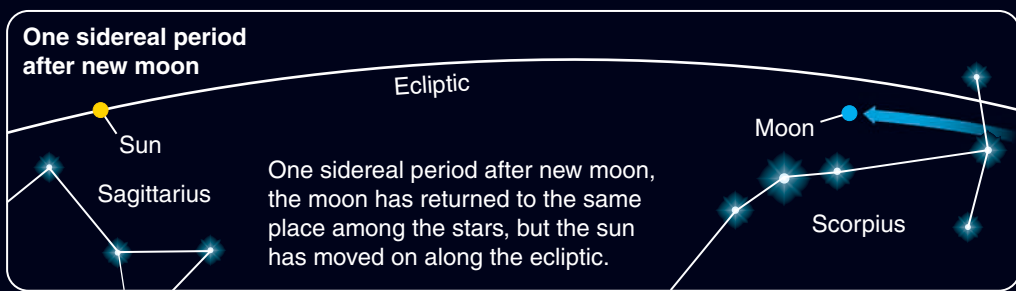 One sidereal period
after new moon
Ecliptic
Sun
Moon
Sagittarius
One sidereal period after new moon,
the moon has returned to the same
place among the stars, but the sun
has moved on along the ecliptic.
Scorpius